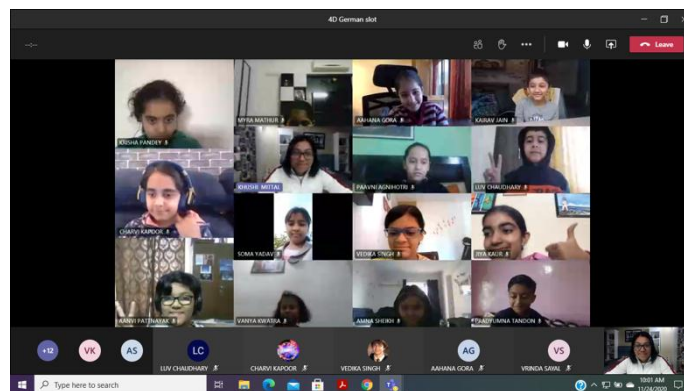 4D German slot
Leave
KRISHA PANDEY
MYRA MATHUR
AAHANA GORA
KAIRAV JAIN
KHUSHI MITTAL
PAAVNI AGNIHOTRI
LUV CHAUDHARY
CHARVI KAPOOR
SOMA YADAV
VEDIKA SINGH
JIYA KAUR
AANVI PATTNAYAK
VANYA KWATRA
AMNA SHEIKH
PRADYUMNA TANDON
+12
VK
AS
LC
AG
VS
LUV CHAUDHARY
CHARVI KAPOOR
VEDIKA SINGH
AAHANA GORA
VRINDA SAYAL
Type here to search
10:01 AM
11/24/2020